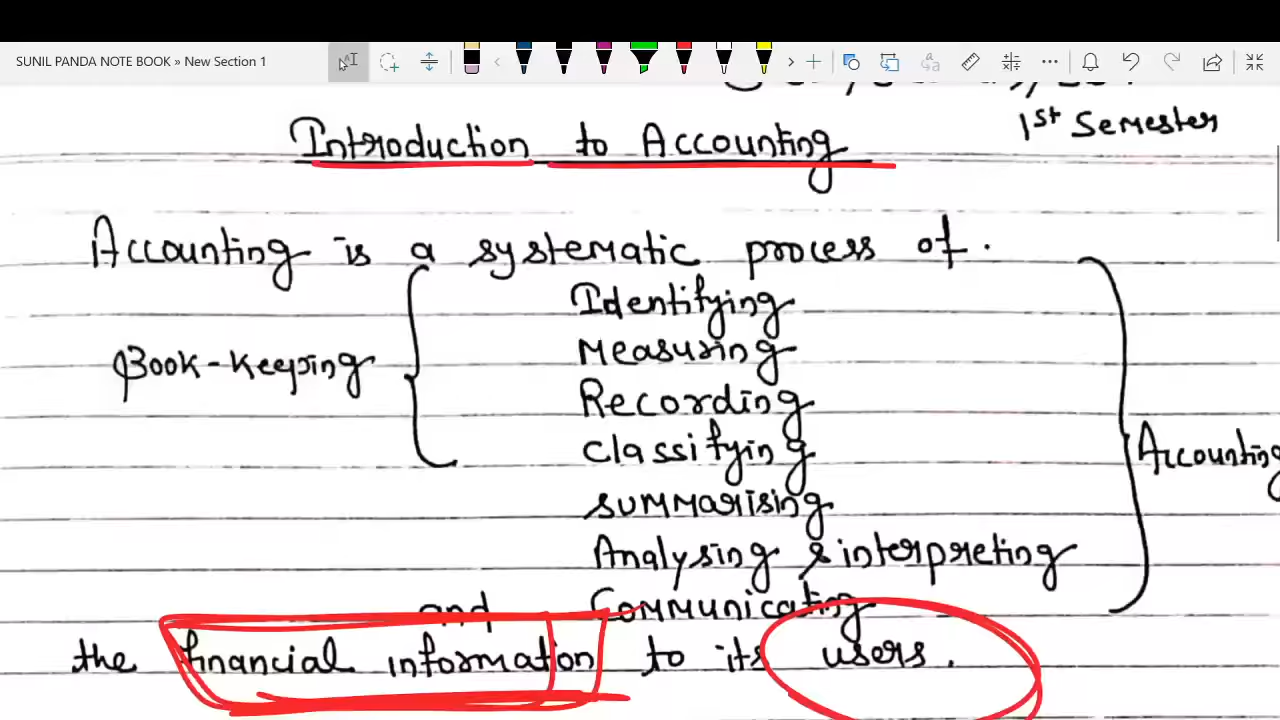 SUNIL PANDA NOTE BOOK » New Section 1
1st Semester
Introduction to Accounting
Accounting is a systematic process of.
Identifying
Measuring
Book-Keeping
Recording
Classifying
Accounting
summarising
Analysing & interpreting
and Communicating
the financial information to its users.